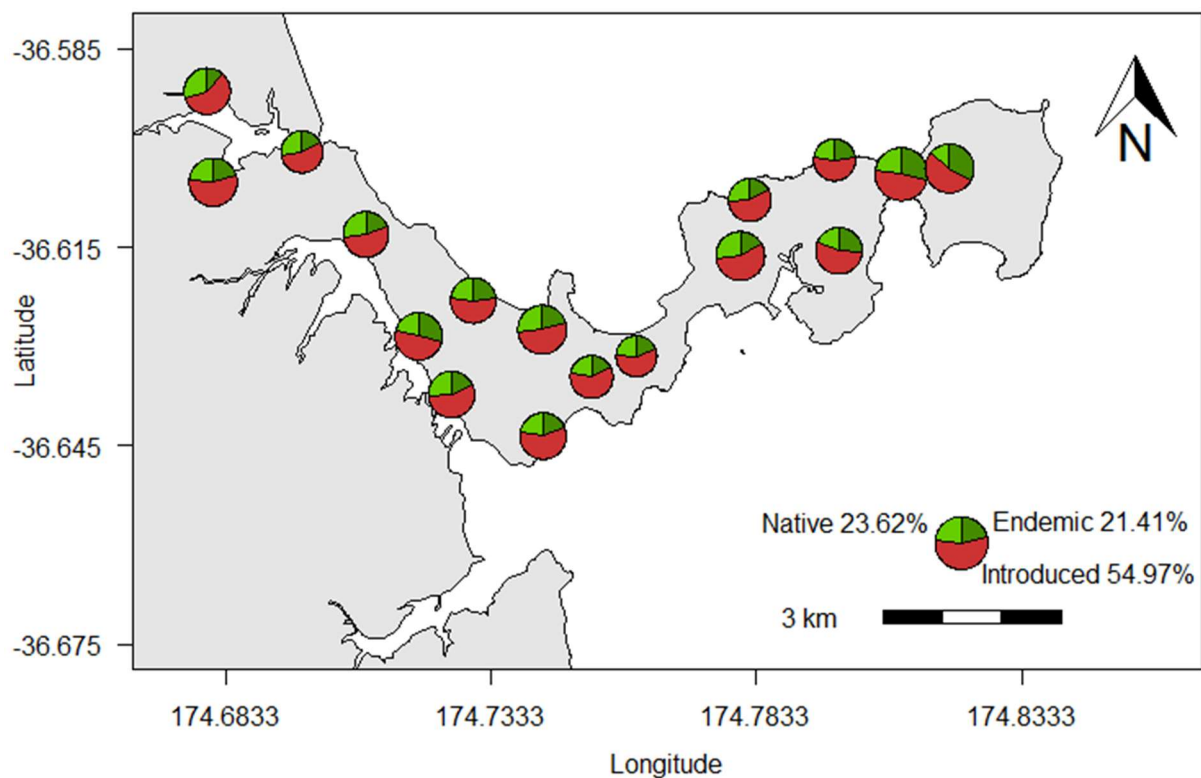 -36.585
-36.615
-36.645
-36.675
Latitude
N
Native 23.62%
Endemic 21.41%
Introduced 54.97%
3 km
174.6833
174.7333
174.7833
174.8333
Longitude